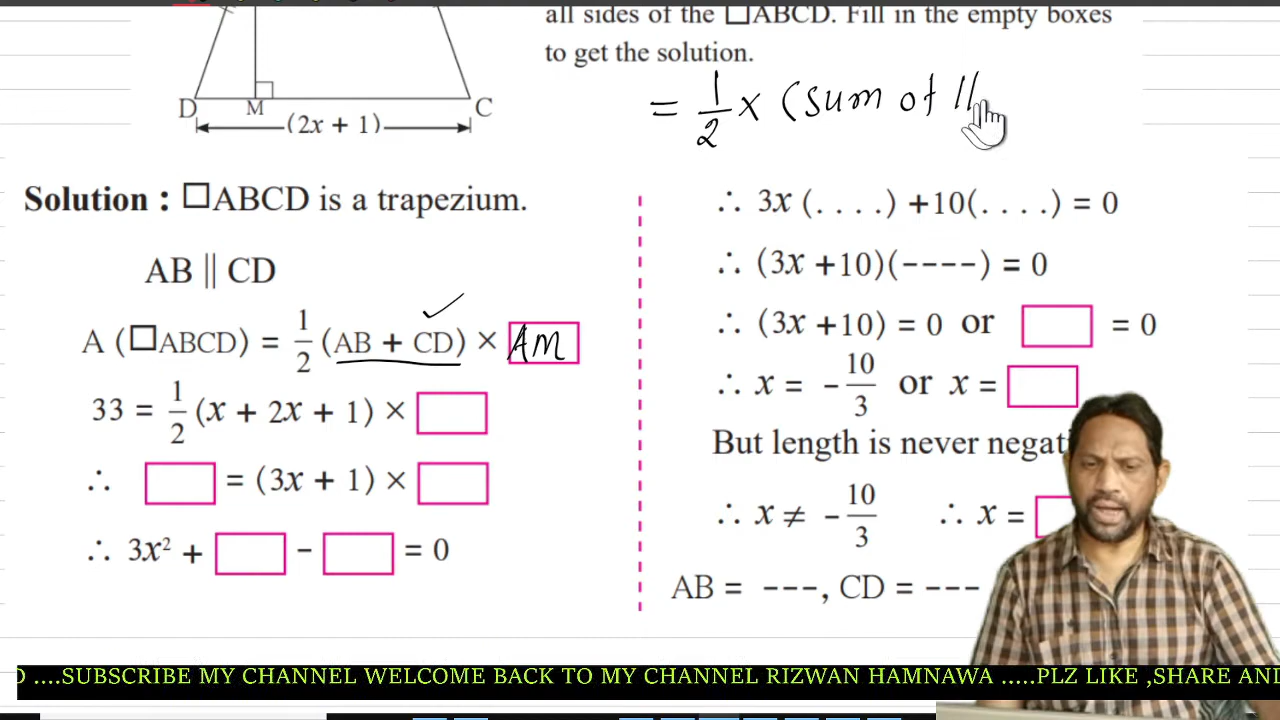 all sides of the □ABCD. Fill in the empty boxes
to get the solution.
= 1/2 × (sum of ||
D M C
(2x + 1)
Solution : □ABCD is a trapezium.
AB || CD
A (□ABCD) = 1/2 (AB + CD) × AM
33 = 1/2 (x + 2x + 1) × □
∴ □ = (3x + 1) × □
∴ 3x² + □ - □ = 0
∴ 3x (. . . .) +10(. . . .) = 0
∴ (3x +10)(----) = 0
∴ (3x +10) = 0 or □ = 0
∴ x = - 10/3 or x = □
But length is never negati
∴ x ≠ - 10/3 ∴ x =
AB = ---, CD = ---
....SUBSCRIBE MY CHANNEL WELCOME BACK TO MY CHANNEL RIZWAN HAMNAWA .....PLZ LIKE ,SHARE AND